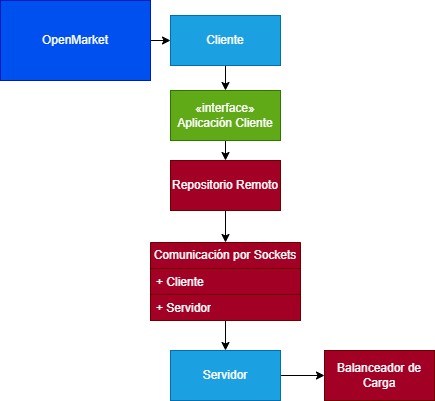 OpenMarket
Cliente
«interface»
Aplicación Cliente
Repositorio Remoto
Comunicación por Sockets
+ Cliente
+ Servidor
Servidor
Balanceador de
Carga